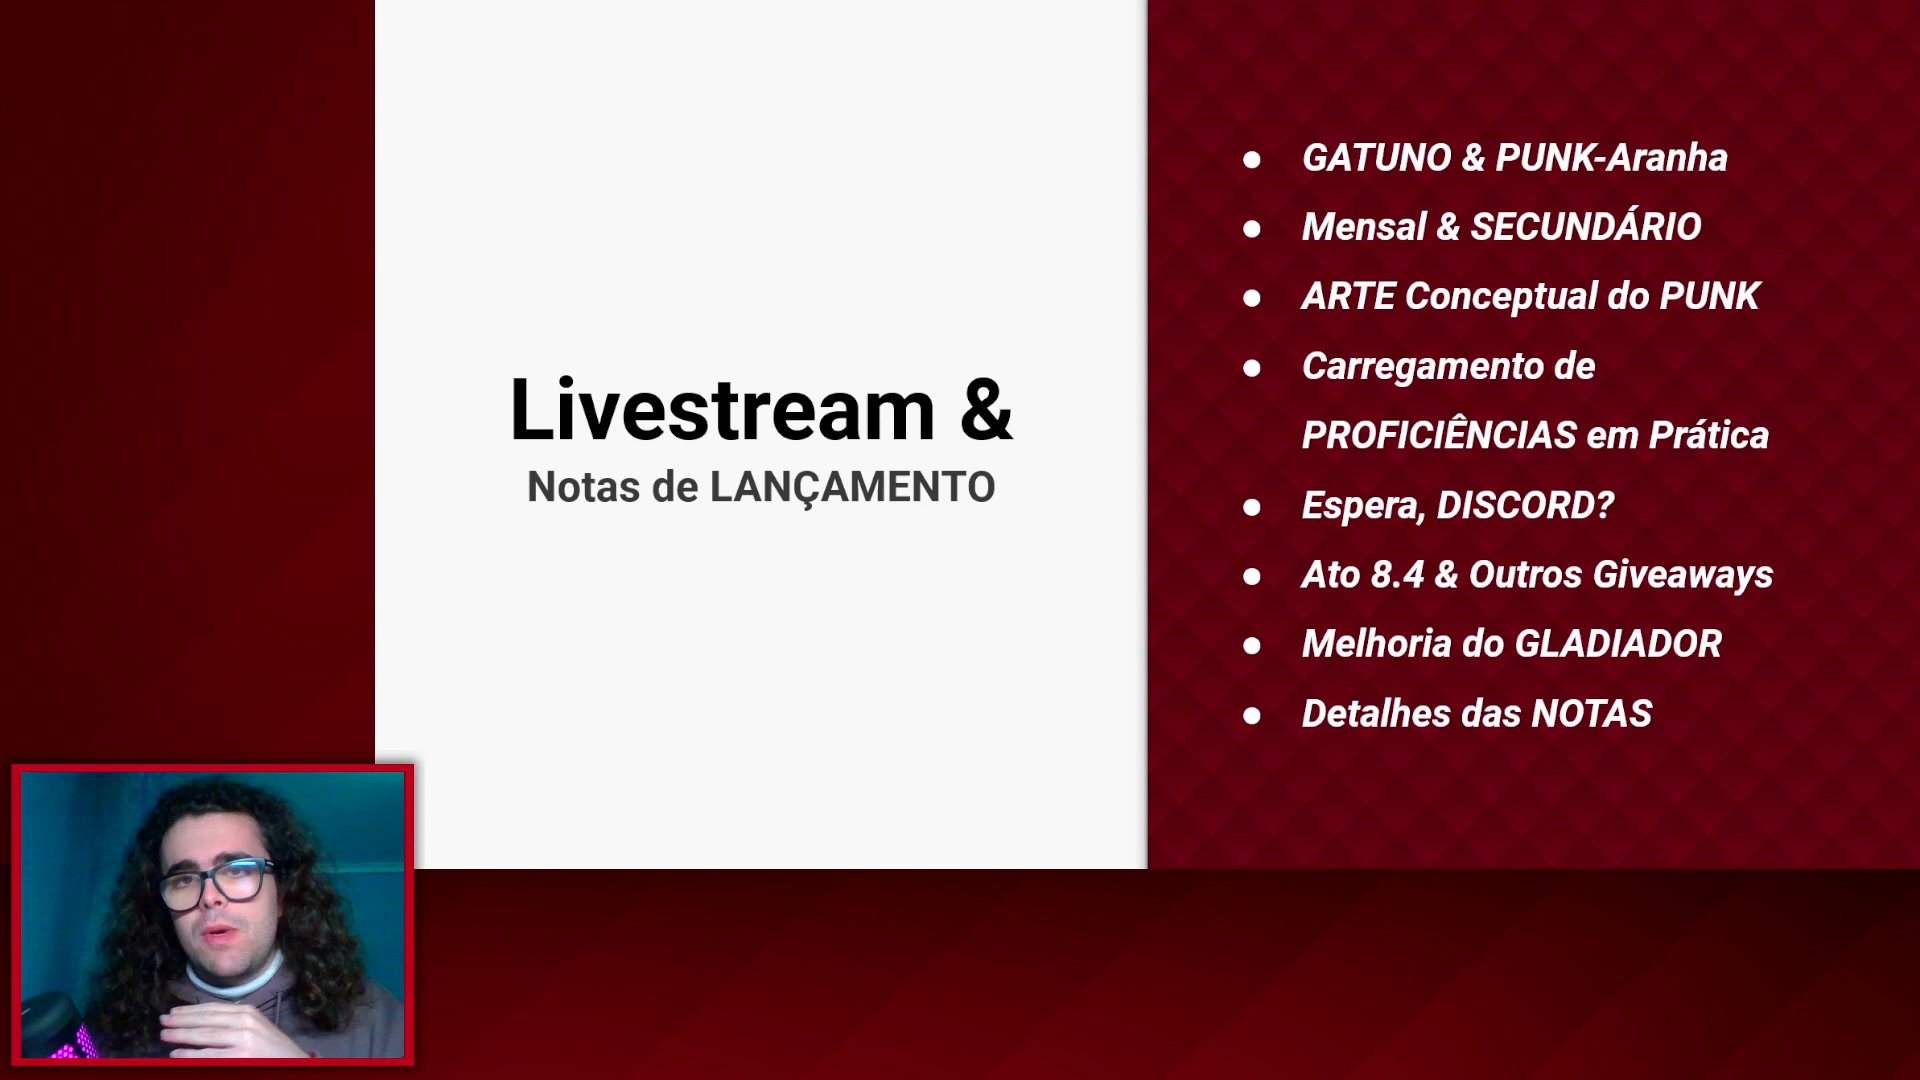 Livestream &
Notas de LANÇAMENTO
● GATUNO & PUNK-Aranha
● Mensal & SECUNDÁRIO
● ARTE Conceptual do PUNK
● Carregamento de
PROFICIÊNCIAS em Prática
● Espera, DISCORD?
● Ato 8.4 & Outros Giveaways
● Melhoria do GLADIADOR
● Detalhes das NOTAS